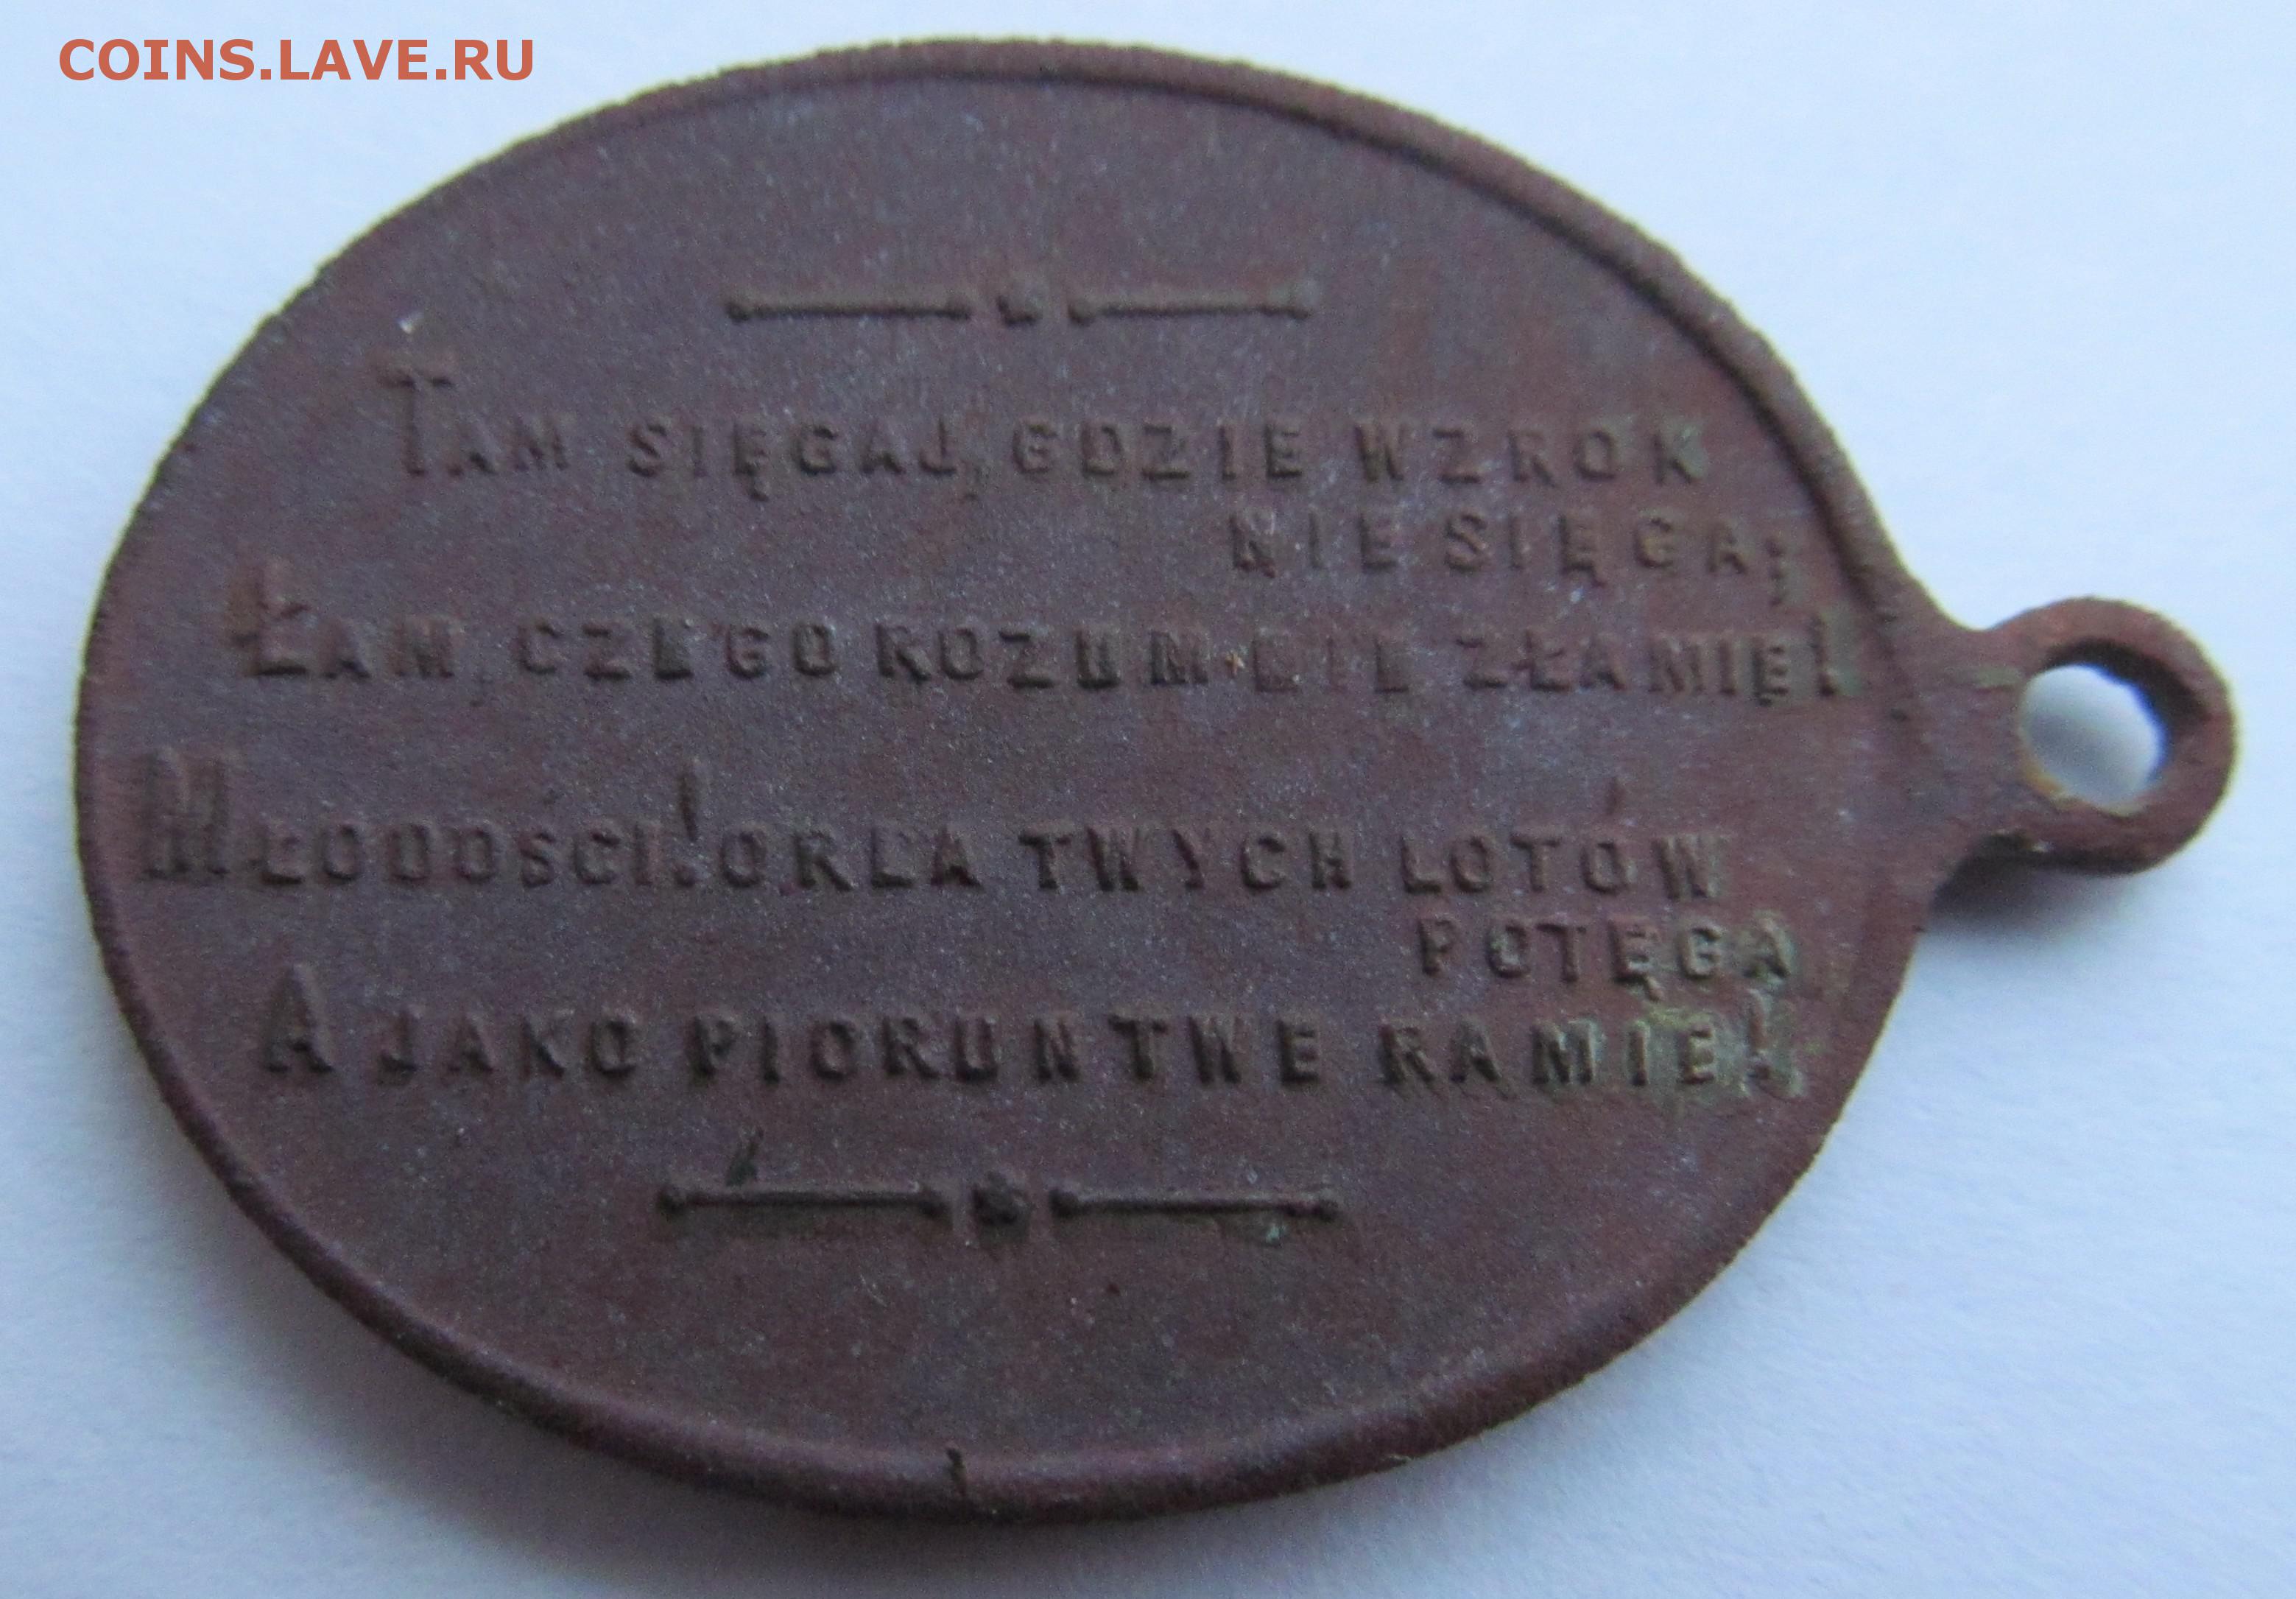 COINS.LAVE.RU
TAM SIĘGAJ, GDZIE WZROK
NIE SIĘGA;
ŁAM, CZEGO ROZUM NIE ZŁAMIE!
MŁODOŚCI! ORLA TWYCH LOTÓW
POTĘGA
A JAKO PIORUN TWE RAMIE!